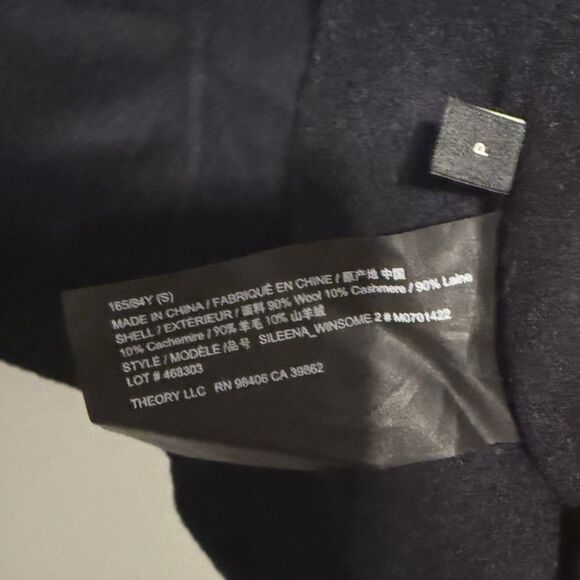 P
165/84Y (S)
MADE IN CHINA / FABRIQUÉ EN CHINE / 原产地 中国
SHELL / EXTÉRIEUR / 面料 90% Wool 10% Cashmere / 90% Laine
10% Cachemire / 90% 羊毛 10% 山羊绒
STYLE / MODÈLE /品号 SILEENA_WINSOME 2 # M0701422
LOT # 468303
THEORY LLC RN 98406 CA 39862